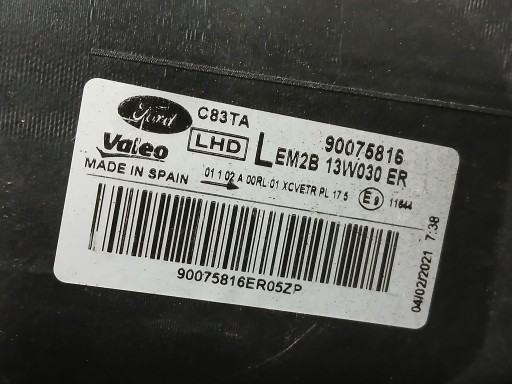 Ford C83TA
Valeo LHD L 90075816
EM2B 13W030 ER
MADE IN SPAIN 01 1 02 A 00RL 01 XCVETR PL 17 5 E9 11644
90075816ER05ZP
04/02/2021 7:38